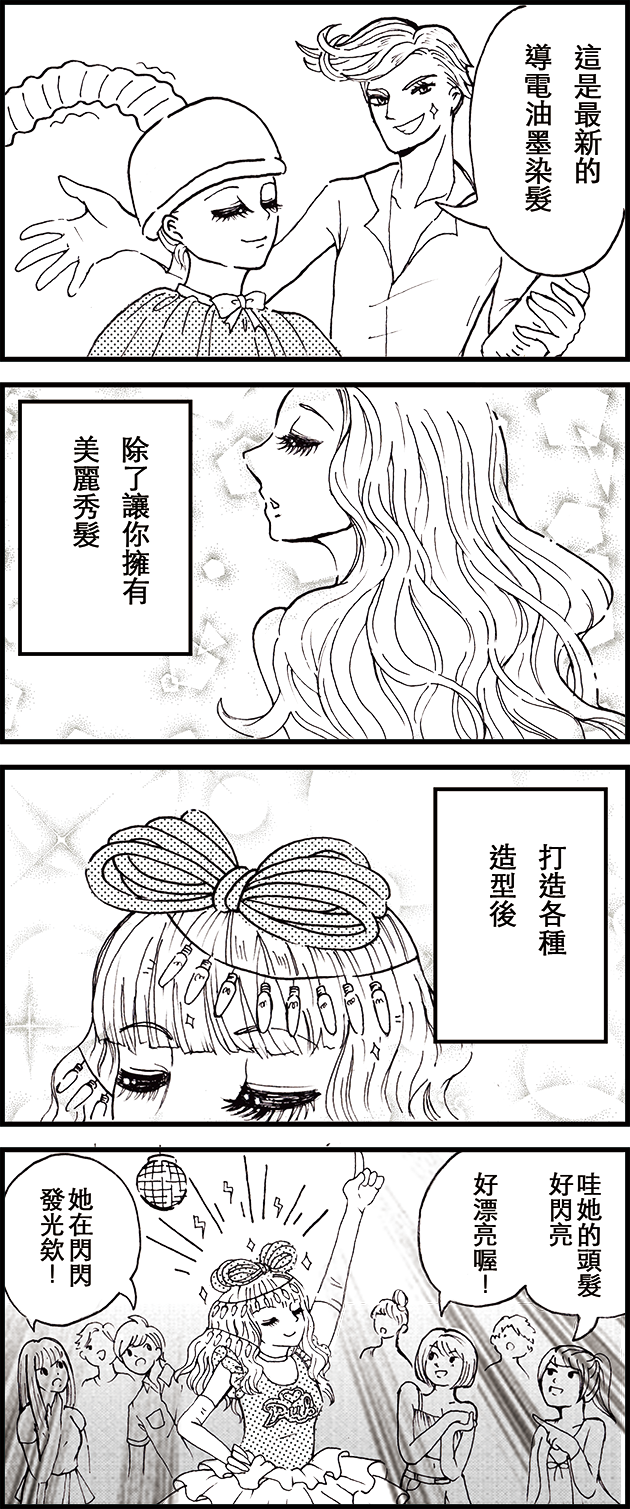 這是最新的
導電油墨染髮
除了讓你擁有
美麗秀髮
打造各種
造型後
哇她的頭髮
好閃亮
好漂亮喔！
她在閃閃
發光欸！